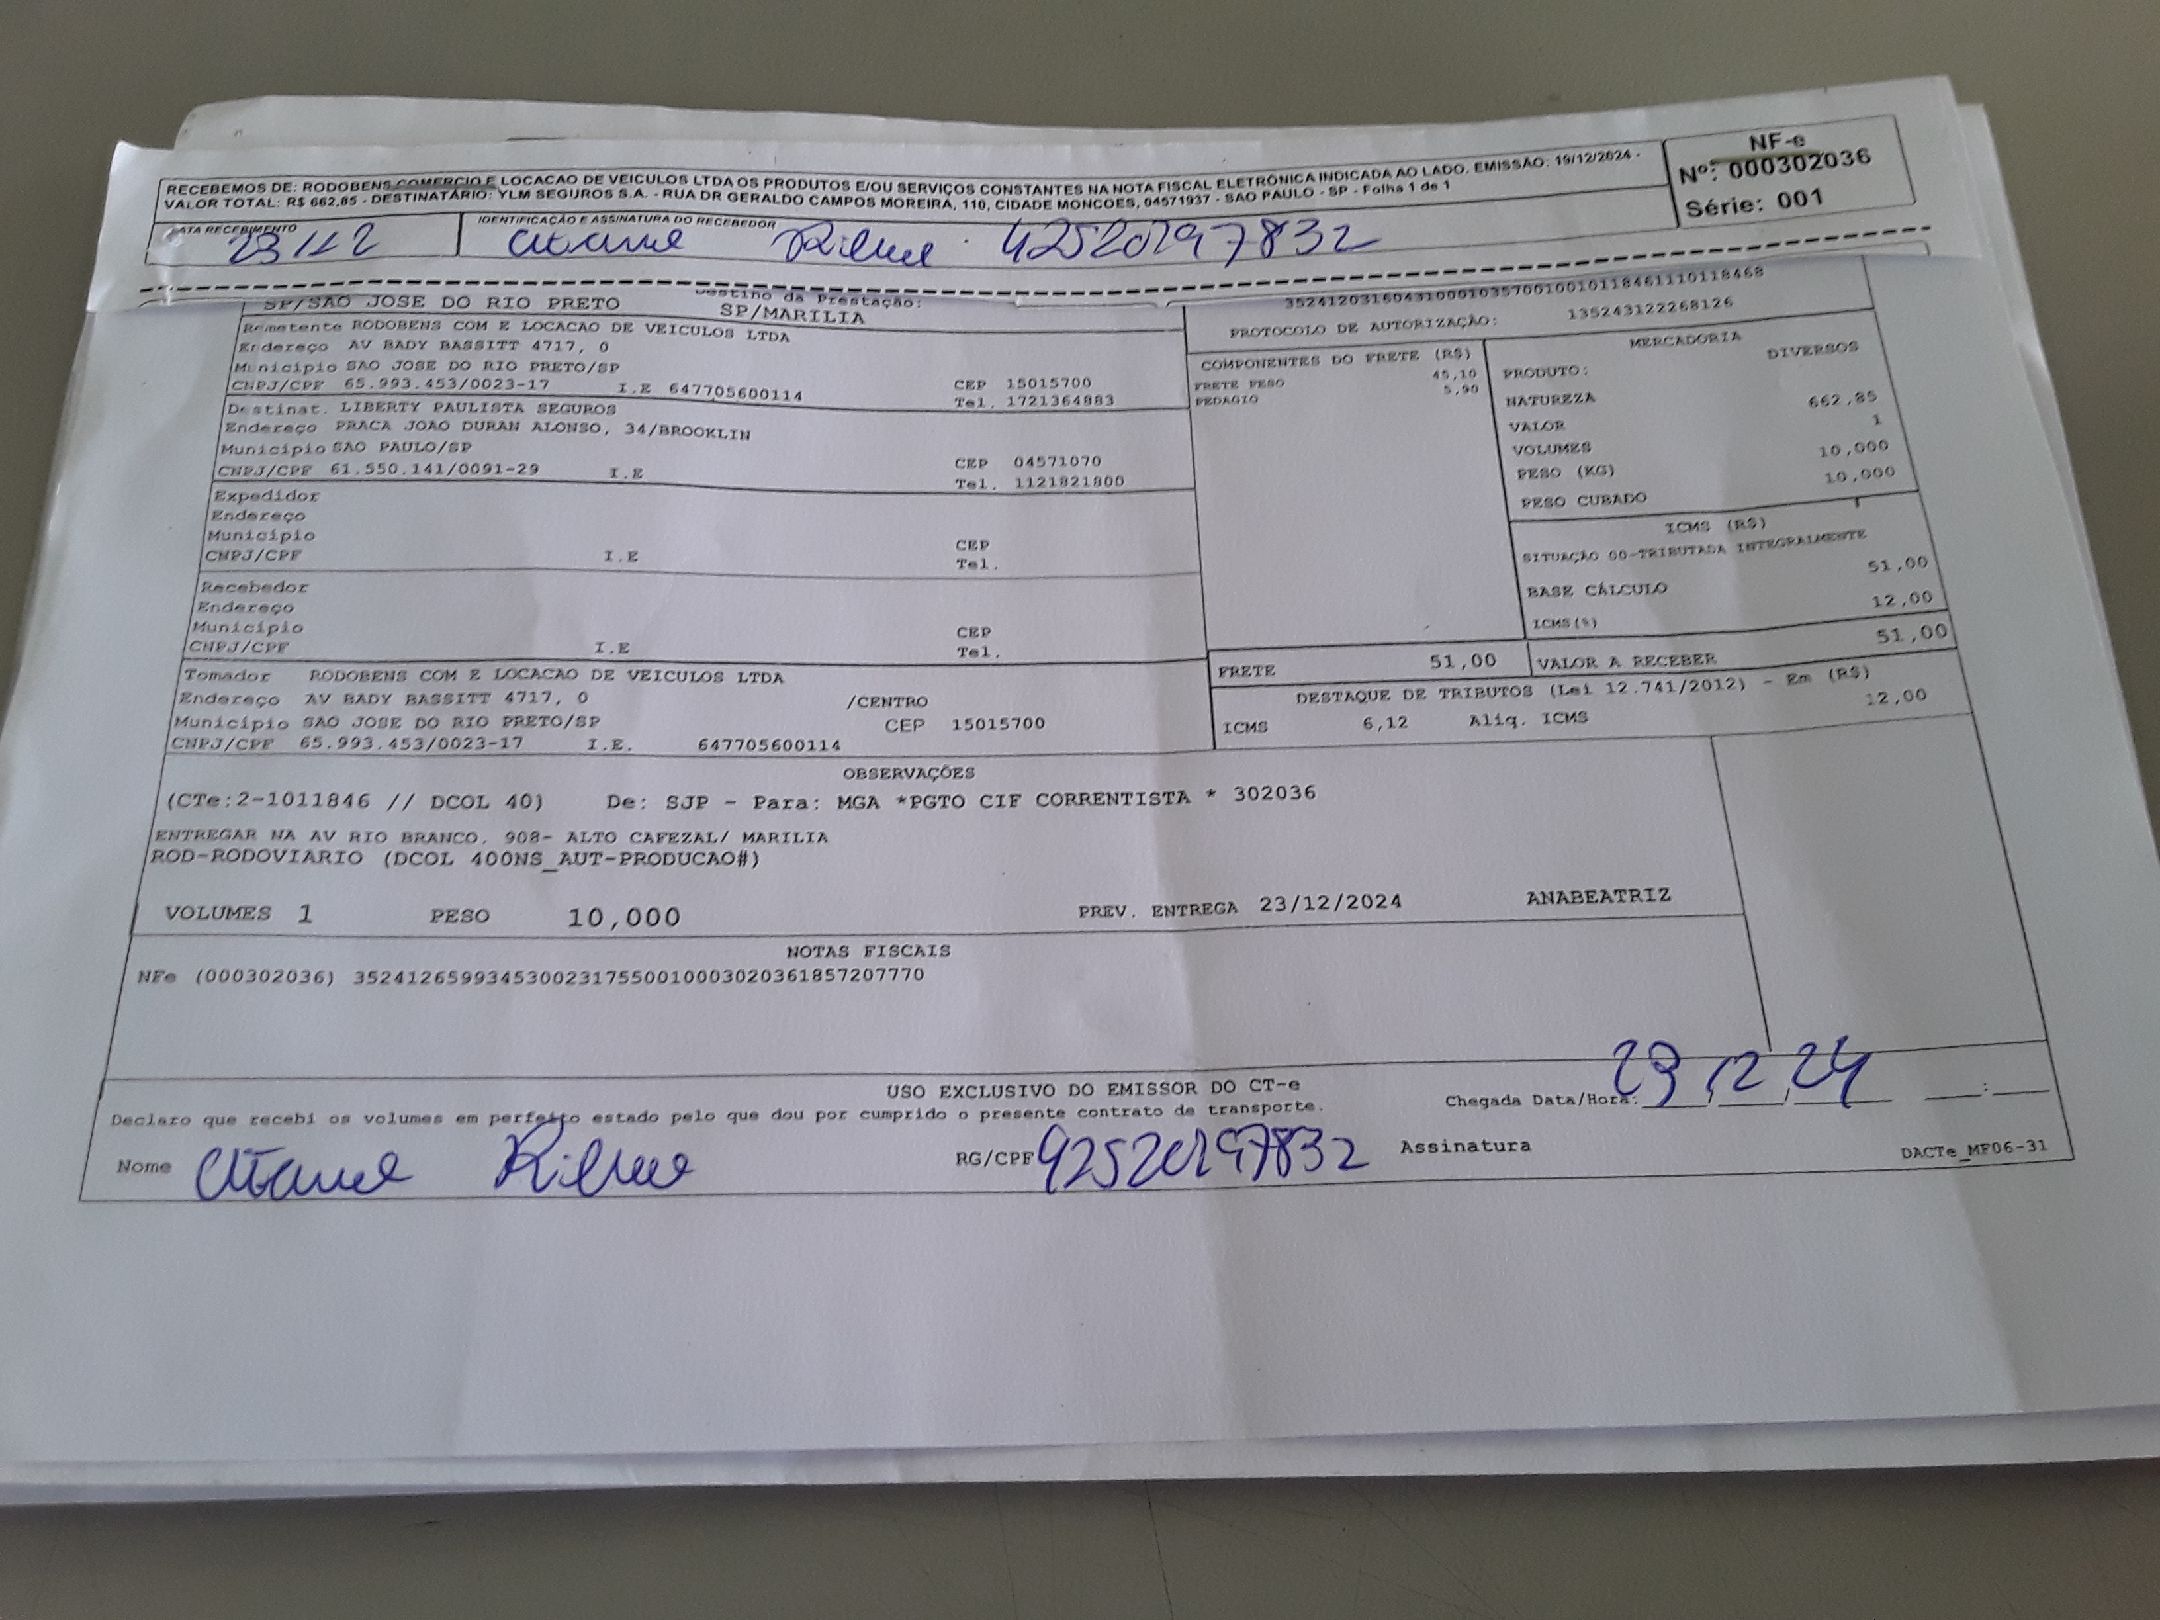 RECEBEMOS DE: RODOBENS COMERCIO E LOCACAO DE VEICULOS LTDA OS PRODUTOS E/OU SERVIÇOS CONSTANTES NA NOTA FISCAL ELETRÔNICA INDICADA AO LADO. EMISSÃO: 19/12/2024 -
VALOR TOTAL: R$ 662,85 - DESTINATÁRIO: YLM SEGUROS S.A. - RUA DR GERALDO CAMPOS MOREIRA, 110, CIDADE MONCOES, 04571937 - SAO PAULO - SP - Folha 1 de 1
NF-e
Nº: 000302036
Série: 001
DATA RECEBIMENTO
23/12
IDENTIFICAÇÃO E ASSINATURA DO RECEBEDOR
42520197832
SP/SAO JOSE DO RIO PRETO
Destino da Prestação:
SP/MARILIA
35241203160431000103570010010118461110118468
PROTOCOLO DE AUTORIZAÇÃO: 135243122268126
Remetente RODOBENS COM E LOCACAO DE VEICULOS LTDA
Endereço AV BADY BASSITT 4717, 0
Município SAO JOSE DO RIO PRETO/SP CEP 15015700
CNPJ/CPF 65.993.453/0023-17 I.E 647705600114 Tel. 1721364883
Destinat. LIBERTY PAULISTA SEGUROS
Endereço PRACA JOAO DURAN ALONSO, 34/BROOKLIN
Município SAO PAULO/SP CEP 04571070
CNPJ/CPF 61.550.141/0091-29 I.E Tel. 1121821800
Expedidor
Endereço
Município CEP
CNPJ/CPF I.E Tel.
Recebedor
Endereço
Município CEP
CNPJ/CPF I.E Tel.
Tomador RODOBENS COM E LOCACAO DE VEICULOS LTDA
Endereço AV BADY BASSITT 4717, 0 /CENTRO
Município SAO JOSE DO RIO PRETO/SP CEP 15015700
CNPJ/CPF 65.993.453/0023-17 I.E. 647705600114
COMPONENTES DO FRETE (R$)
FRETE PESO 45,10
PEDAGIO 5,90
MERCADORIA
PRODUTO: DIVERSOS
NATUREZA
VALOR 662,85
VOLUMES 1
PESO (KG) 10,000
PESO CUBADO 10,000
ICMS (R$)
SITUAÇÃO 00-TRIBUTADA INTEGRALMENTE
BASE CÁLCULO 51,00
ICMS(%) 12,00
FRETE 51,00
VALOR A RECEBER 51,00
DESTAQUE DE TRIBUTOS (Lei 12.741/2012) - Em (R$)
ICMS 6,12 Aliq. ICMS 12,00
OBSERVAÇÕES
(CTe:2-1011846 // DCOL 40) De: SJP - Para: MGA *PGTO CIF CORRENTISTA * 302036
ENTREGAR NA AV RIO BRANCO, 908- ALTO CAFEZAL/ MARILIA
ROD-RODOVIARIO (DCOL 400NS_AUT-PRODUCAO#)
VOLUMES 1 PESO 10,000 PREV. ENTREGA 23/12/2024 ANABEATRIZ
NOTAS FISCAIS
NFe (000302036) 35241265993453002317550010003020361857207770
USO EXCLUSIVO DO EMISSOR DO CT-e
Declaro que recebi os volumes em perfeito estado pelo que dou por cumprido o presente contrato de transporte.
Chegada Data/Hora: 23 12 24 :
Nome
RG/CPF 42520197832
Assinatura
DACTe_MF06-31